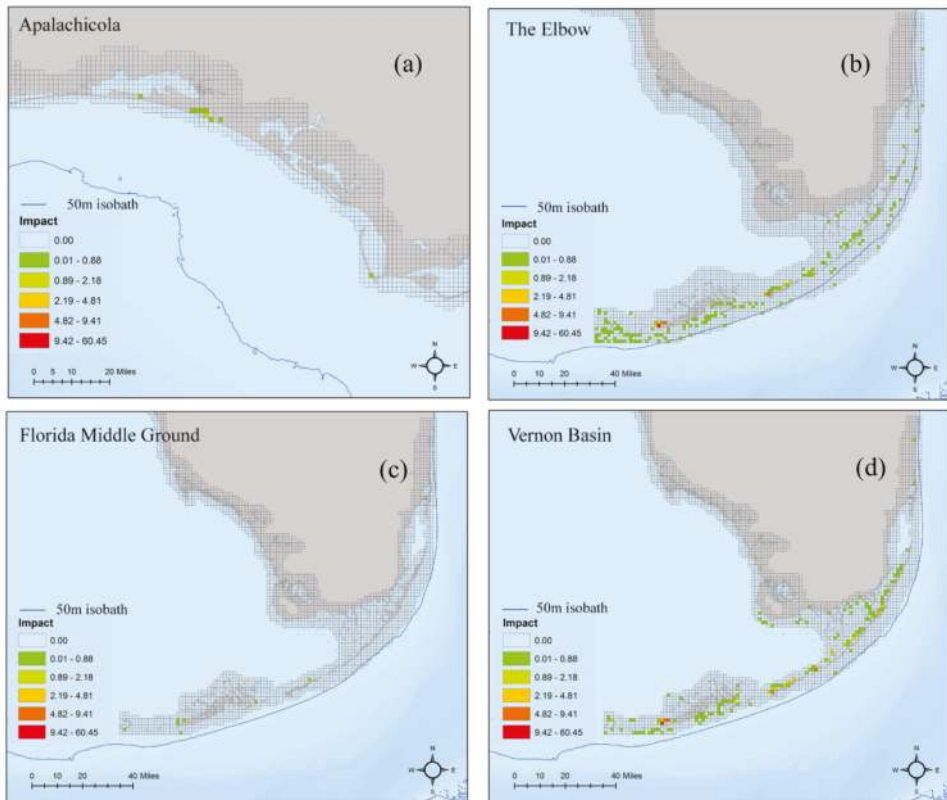 Apalachicola
(a)
50m isobath
Impact
0.00
0.01 - 0.88
0.89 - 2.18
2.19 - 4.81
4.82 - 9.41
9.42 - 60.45
0 5 10 20 Miles
N
W E
S
The Elbow
(b)
50m isobath
Impact
0.00
0.01 - 0.88
0.89 - 2.18
2.19 - 4.81
4.82 - 9.41
9.42 - 60.45
0 10 20 40 Miles
N
W E
S
Florida Middle Ground
(c)
50m isobath
Impact
0.00
0.01 - 0.88
0.89 - 2.18
2.19 - 4.81
4.82 - 9.41
9.42 - 60.45
0 10 20 40 Miles
N
W E
S
Vernon Basin
(d)
50m isobath
Impact
0.00
0.01 - 0.88
0.89 - 2.18
2.19 - 4.81
4.82 - 9.41
9.42 - 60.45
0 10 20 40 Miles
N
W E
S